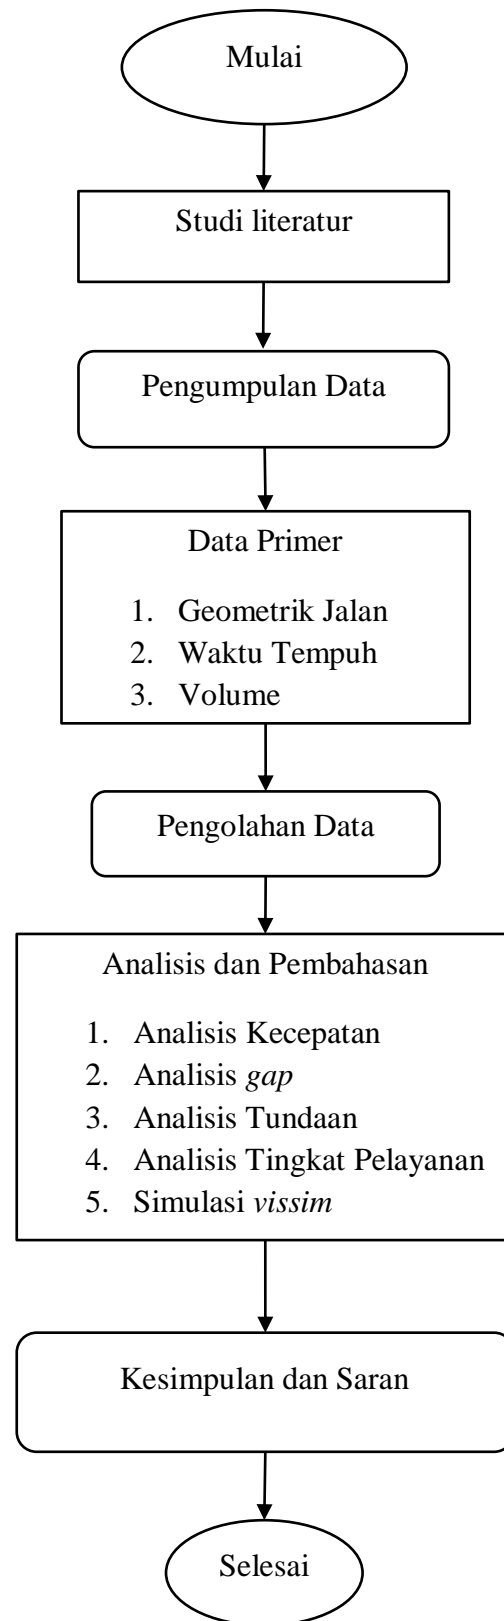 Mulai
Studi literatur
Pengumpulan Data
Data Primer
1. Geometrik Jalan
2. Waktu Tempuh
3. Volume
Pengolahan Data
Analisis dan Pembahasan
1. Analisis Kecepatan
2. Analisis gap
3. Analisis Tundaan
4. Analisis Tingkat Pelayanan
5. Simulasi vissim
Kesimpulan dan Saran
Selesai